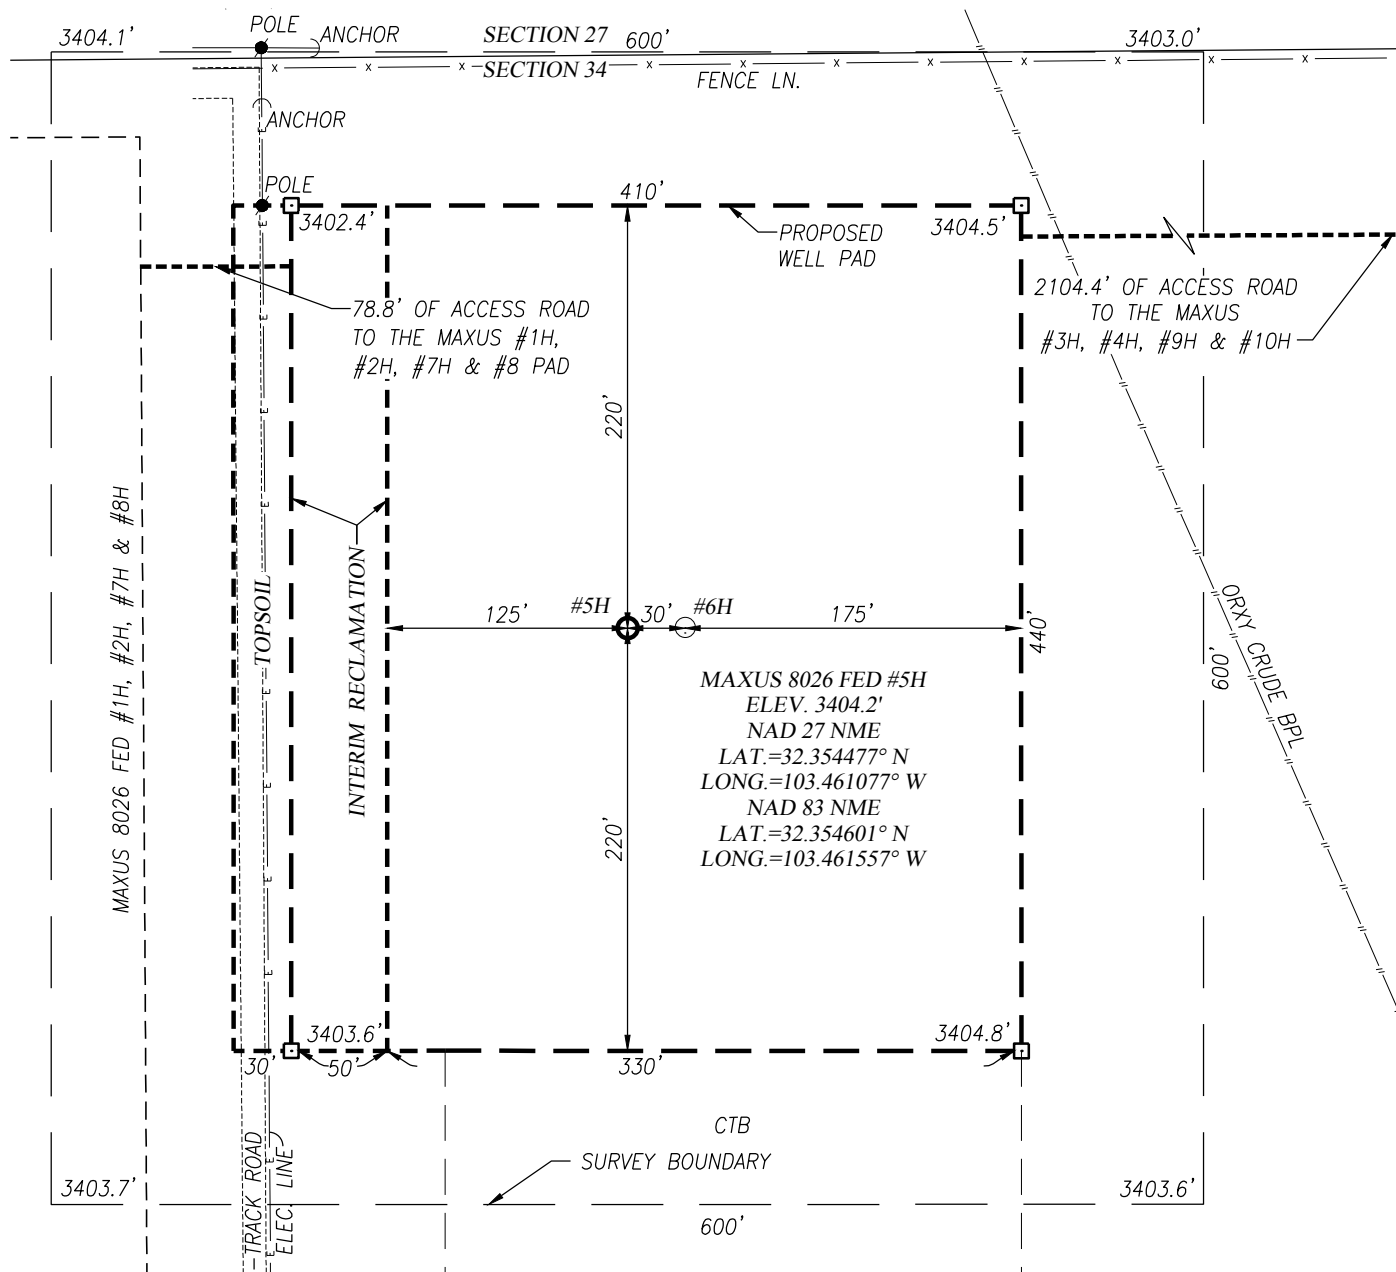 3404.1'
POLE
ANCHOR
SECTION 27
600'
3403.0'
SECTION 34
FENCE LN.
ANCHOR
POLE
410'
3402.4'
3404.5'
PROPOSED
WELL PAD
78.8' OF ACCESS ROAD
TO THE MAXUS #1H,
#2H, #7H & #8 PAD
2104.4' OF ACCESS ROAD
TO THE MAXUS
#3H, #4H, #9H & #10H
220'
MAXUS 8026 FED #1H, #2H, #7H & #8H
TOPSOIL
INTERIM RECLAMATION
125'
#5H
30'
#6H
175'
440'
600'
ORXY CRUDE BPL
MAXUS 8026 FED #5H
ELEV. 3404.2'
NAD 27 NME
LAT.=32.354477° N
LONG.=103.461077° W
NAD 83 NME
LAT.=32.354601° N
LONG.=103.461557° W
220'
3403.6'
3404.8'
30'
50'
330'
CTB
SURVEY BOUNDARY
TRACK ROAD
ELEC. LINE
3403.7'
3403.6'
600'